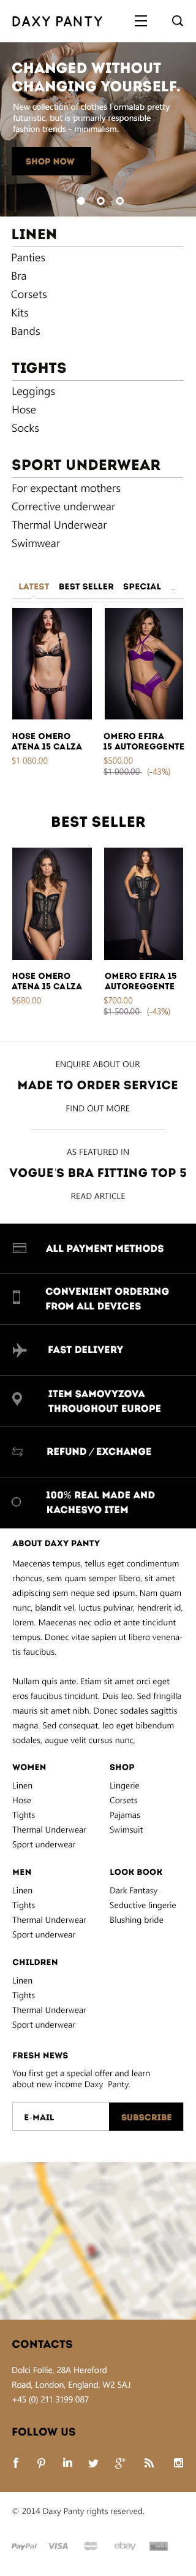 DAXY PANTY
CHANGED WITHOUT
CHANGING YOURSELF.
New collection of clothes Formalab pretty
futuristic, but is primarily responsible
fashion trends - minimalism.
SHOP NOW
LINEN
Panties
Bra
Corsets
Kits
Bands
TIGHTS
Leggings
Hose
Socks
SPORT UNDERWEAR
For expectant mothers
Corrective underwear
Thermal Underwear
Swimwear
LATEST BEST SELLER SPECIAL ...
HOSE OMERO
ATENA 15 CALZA
$1 080.00
OMERO EFIRA
15 AUTOREGGENTE
$500.00
$1 000.00 (-43%)
BEST SELLER
HOSE OMERO
ATENA 15 CALZA
$680.00
OMERO EFIRA 15
AUTOREGGENTE
$700.00
$1 500.00 (-43%)
ENQUIRE ABOUT OUR
MADE TO ORDER SERVICE
FIND OUT MORE
AS FEATURED IN
VOGUE'S BRA FITTING TOP 5
READ ARTICLE
ALL PAYMENT METHODS
CONVENIENT ORDERING
FROM ALL DEVICES
FAST DELIVERY
ITEM SAMOVYZOVA
THROUGHOUT EUROPE
REFUND / EXCHANGE
100% REAL MADE AND
KACHESVO ITEM
ABOUT DAXY PANTY
Maecenas tempus, tellus eget condimentum
rhoncus, sem quam semper libero, sit amet
adipiscing sem neque sed ipsum. Nam quam
nunc, blandit vel, luctus pulvinar, hendrerit id,
lorem. Maecenas nec odio et ante tincidunt
tempus. Donec vitae sapien ut libero venena-
tis faucibus.
Nullam quis ante. Etiam sit amet orci eget
eros faucibus tincidunt. Duis leo. Sed fringilla
mauris sit amet nibh. Donec sodales sagittis
magna. Sed consequat, leo eget bibendum
sodales, augue velit cursus nunc,
WOMEN
Linen
Hose
Tights
Thermal Underwear
Sport underwear
SHOP
Lingerie
Corsets
Pajamas
Swimsuit
MEN
Linen
Tights
Thermal Underwear
Sport underwear
LOOK BOOK
Dark Fantasy
Seductive lingerie
Blushing bride
CHILDREN
Linen
Tights
Thermal Underwear
Sport underwear
FRESH NEWS
You first get a special offer and learn
about new income Daxy Panty.
E-MAIL SUBSCRIBE
CONTACTS
Dolci Follie, 28A Hereford
Road, London, England, W2 5AJ
+45 (0) 211 3199 087
FOLLOW US
© 2014 Daxy Panty rights reserved.
PayPal VISA ebay